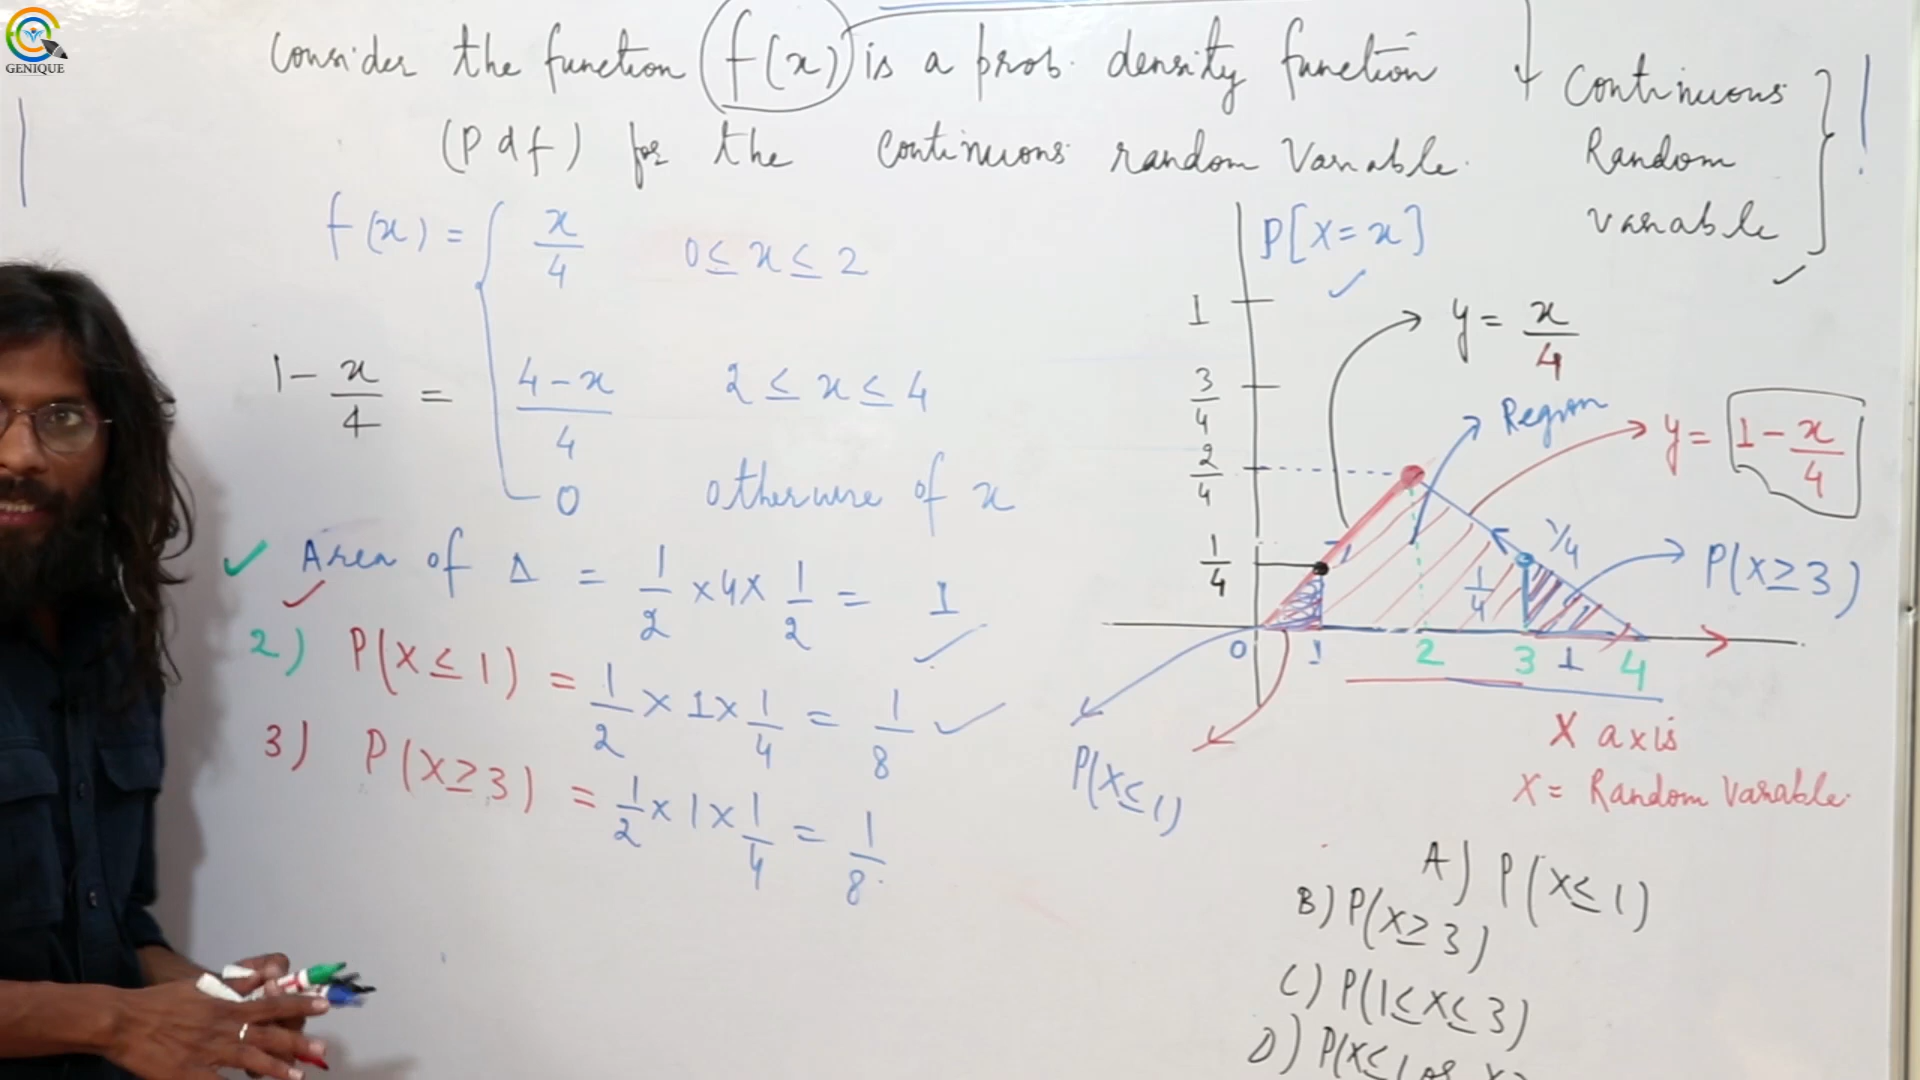 GENIQUE
Consider the function f(x) is a prob. density function
(Pdf) for the continuous random Variable.
Continuous
Random
variable
f(x) = { x/4 0 ≤ x ≤ 2
1 - x/4 = 4-x/4 2 ≤ x ≤ 4
0 otherwise of x
Area of Δ = 1/2 × 4 × 1/2 = 1
2) P(X ≤ 1) = 1/2 × 1 × 1/4 = 1/8
3) P(X ≥ 3) = 1/2 × 1 × 1/4 = 1/8
P[X = x]
1
3/4
2/4
1/4
y = x/4
Region
y = 1 - x/4
1/4
1/4
P(X ≥ 3)
0 1 2 3 1 4
P(X ≤ 1)
X axis
X = Random Variable
A) P(X ≤ 1)
B) P(X ≥ 3)
C) P(1 ≤ X ≤ 3)
D) P(X ≤ 1 or X